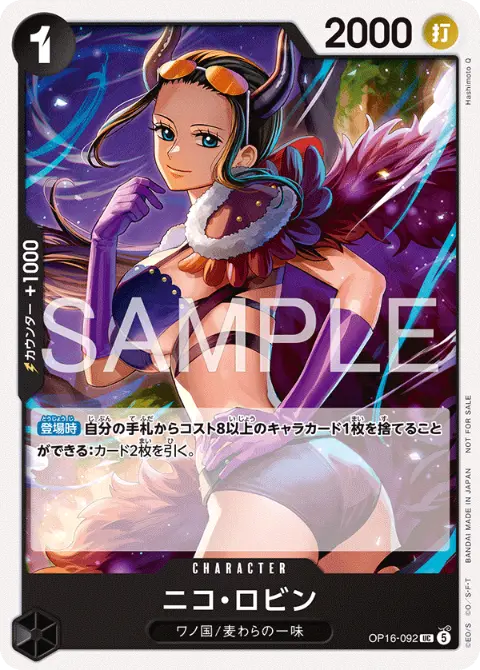 1
2000
打
Hashimoto Q
カウンター +1000
SAMPLE
登場時 自分の手札からコスト8以上のキャラカード1枚を捨てること
ができる:カード2枚を引く。
CHARACTER
ニコ・ロビン
ワノ国/麦わらの一味
OP16-092 UC 5
©E.O/S ©O.／S・F・T BANDAI MADE IN JAPAN NOT FOR SALE